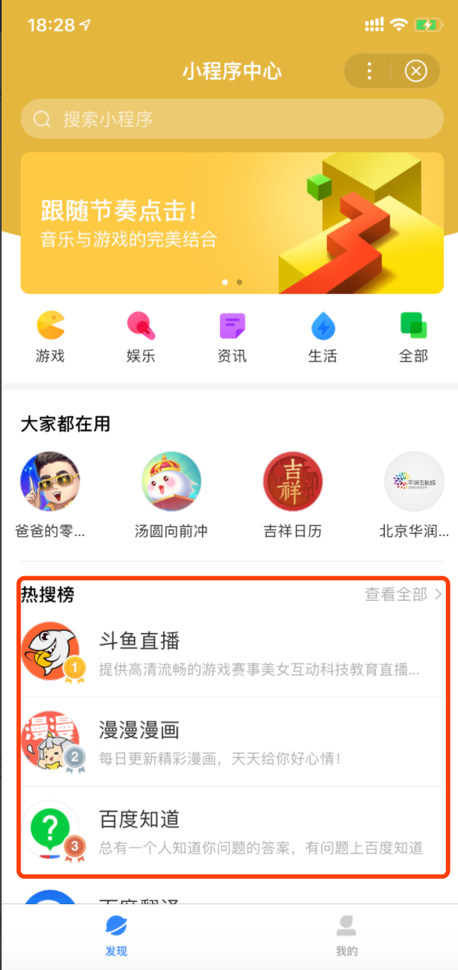 18:28
小程序中心
搜索小程序
跟随节奏点击!
音乐与游戏的完美结合
游戏
娱乐
资讯
生活
全部
大家都在用
吉祥
爸爸的零...
汤圆向前冲
吉祥日历
北京华润...
热搜榜
查看全部
斗鱼直播
1
提供高清流畅的游戏赛事美女互动科技教育直播...
漫漫
漫漫漫画
2
每日更新精彩漫画，天天给你好心情!
?
百度知道
3
总有一个人知道你问题的答案，有问题上百度知道
发现
我的